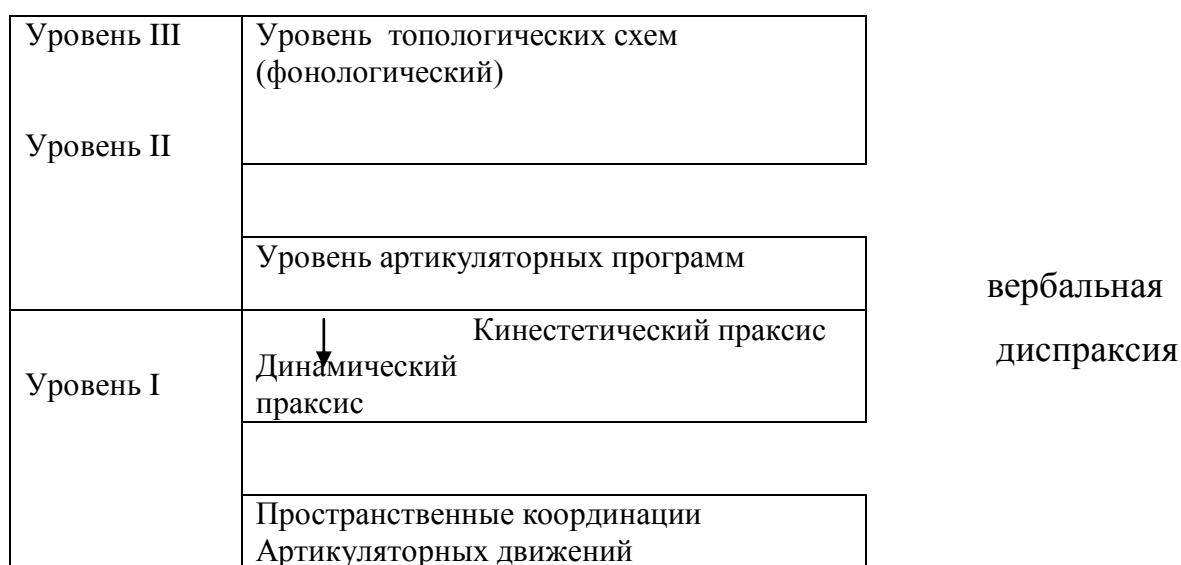 Уровень III
Уровень топологических схем
(фонологический)
Уровень II
Уровень артикуляторных программ
вербальная
диспраксия
Кинестетический праксис
Динамический
праксис
Уровень I
Пространственные координации
Артикуляторных движений